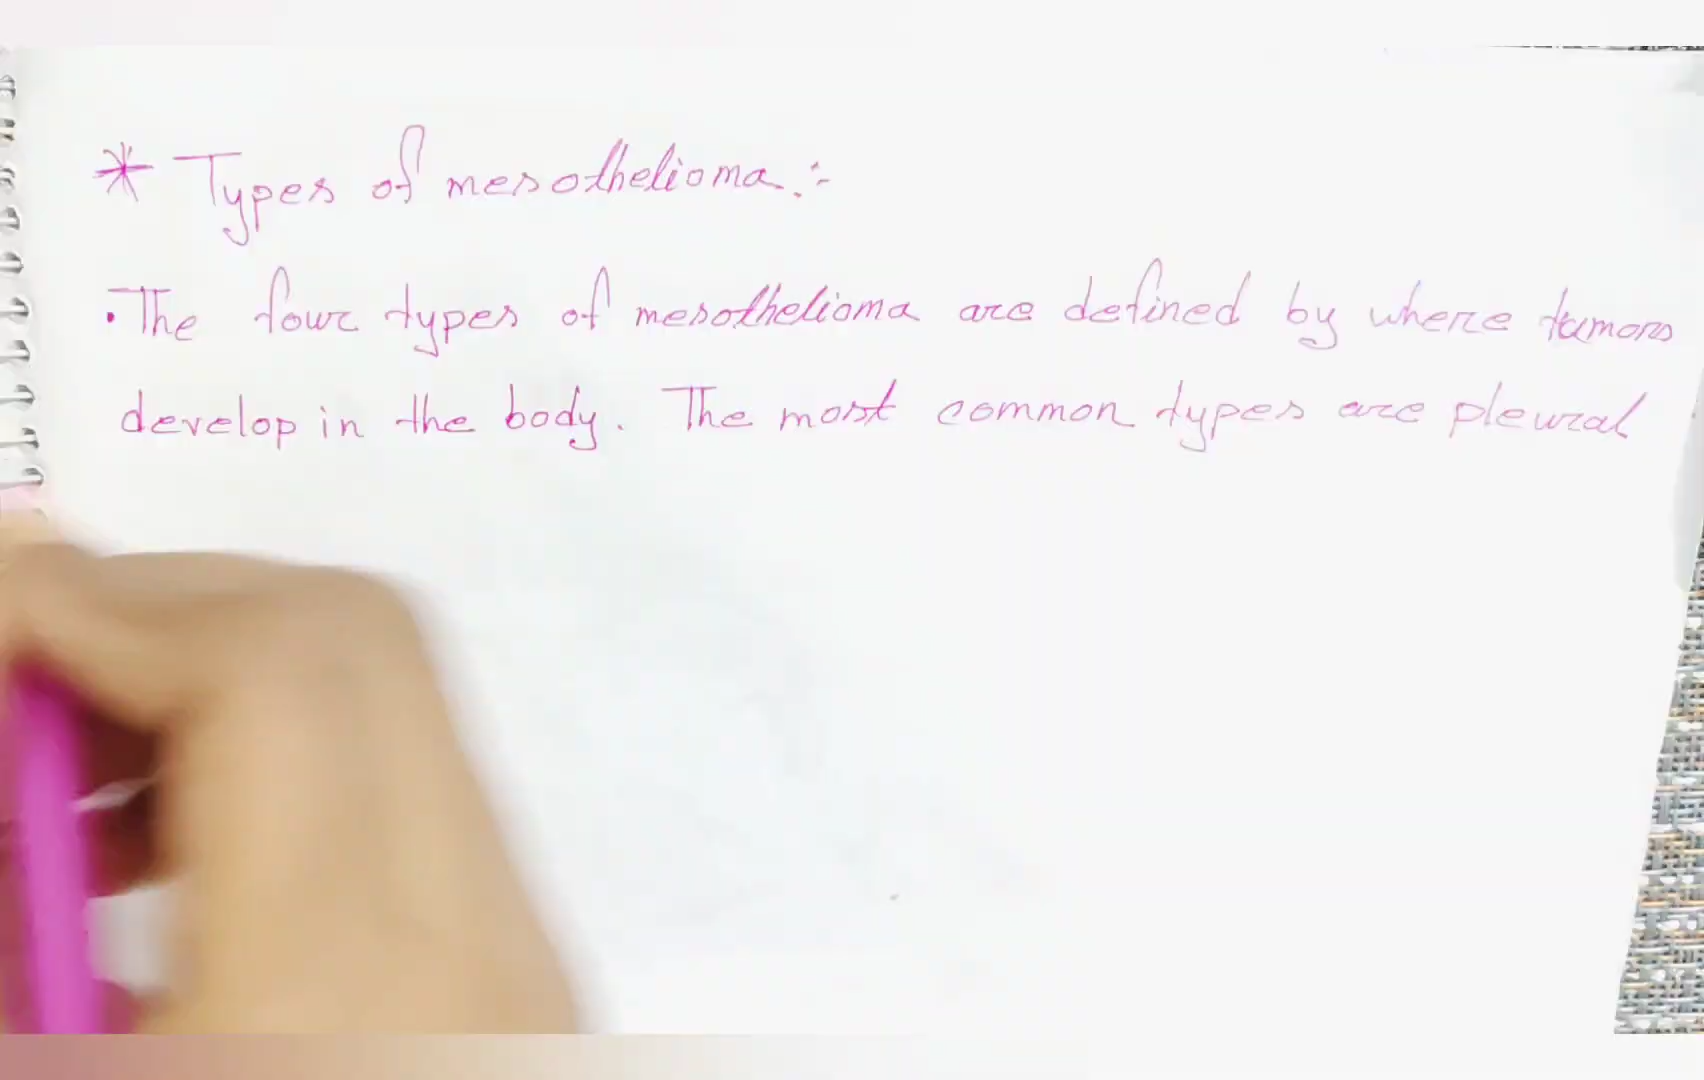 * Types of mesothelioma :-
• The four types of mesothelioma are defined by where tumors
develop in the body. The most common types are pleural